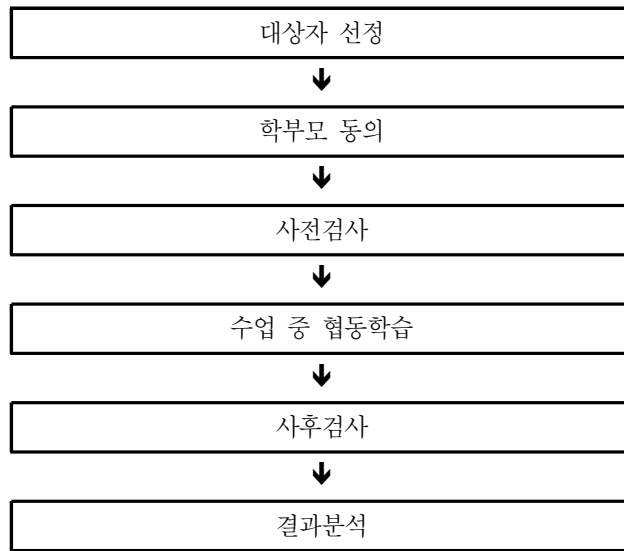 대상자 선정
학부모 동의
사전검사
수업 중 협동학습
사후검사
결과분석